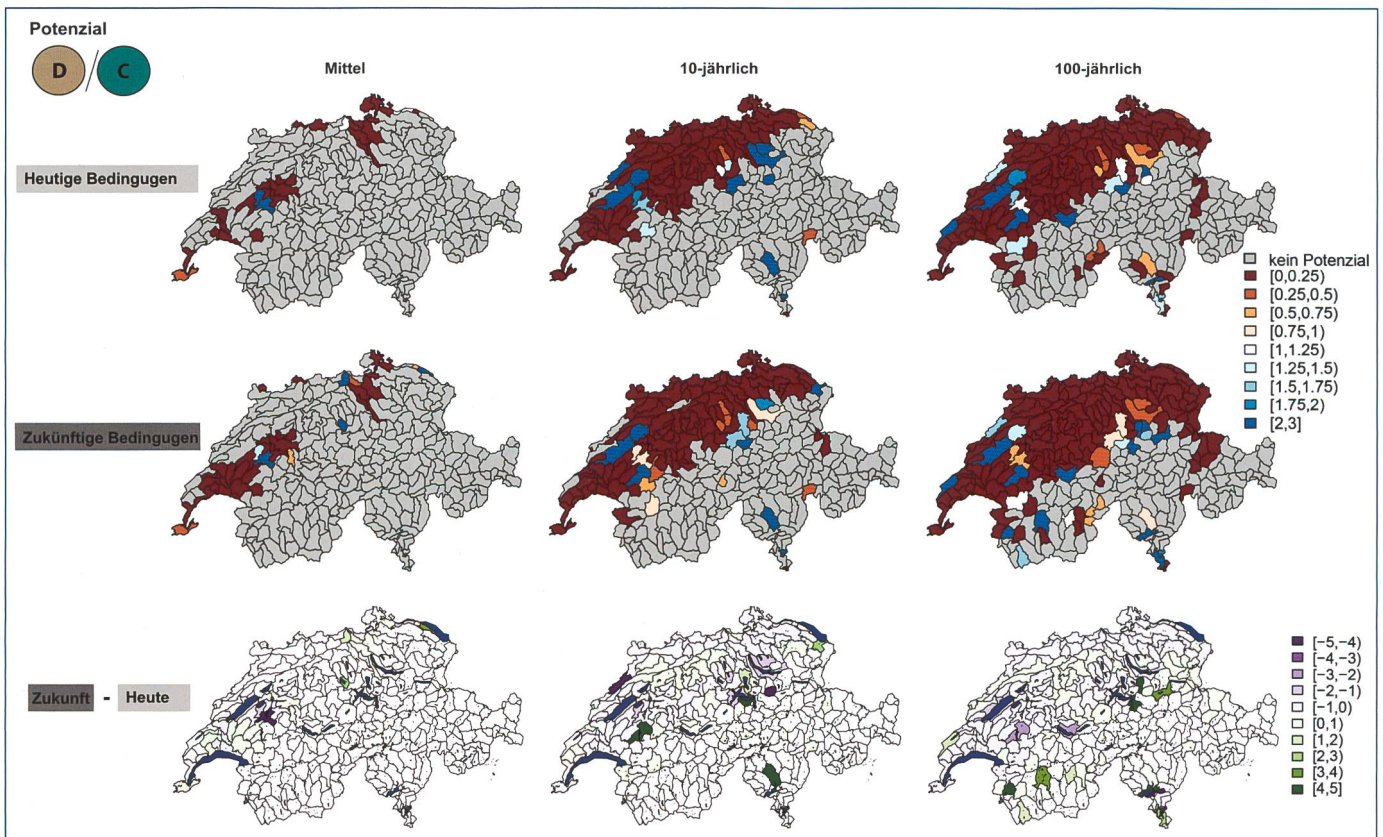 Potenzial
D / C
Mittel
10-jährlich
100-jährlich
Heutige Bedingugen
kein Potenzial
[0,0.25)
[0.25,0.5)
[0.5,0.75)
[0.75,1)
[1,1.25)
[1.25,1.5)
[1.5,1.75)
[1.75,2)
[2,3]
Zukünftige Bedingugen
Zukunft - Heute
[−5,−4)
[−4,−3)
[−3,−2)
[−2,−1)
[−1,0)
[0,1)
[1,2)
[2,3)
[3,4)
[4,5]